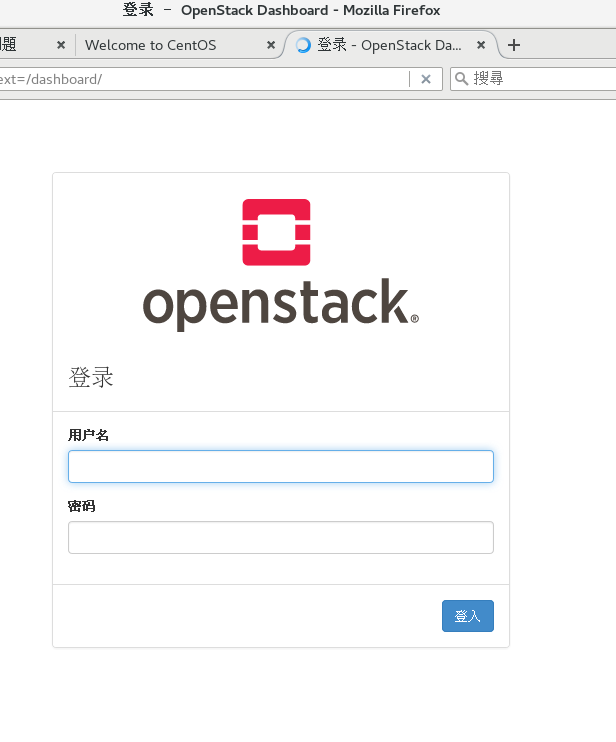 登录 - OpenStack Dashboard - Mozilla Firefox
題 Welcome to CentOS 登录 - OpenStack Da...
ext=/dashboard/ 搜尋
openstack®
登录
用户名
密码
登入